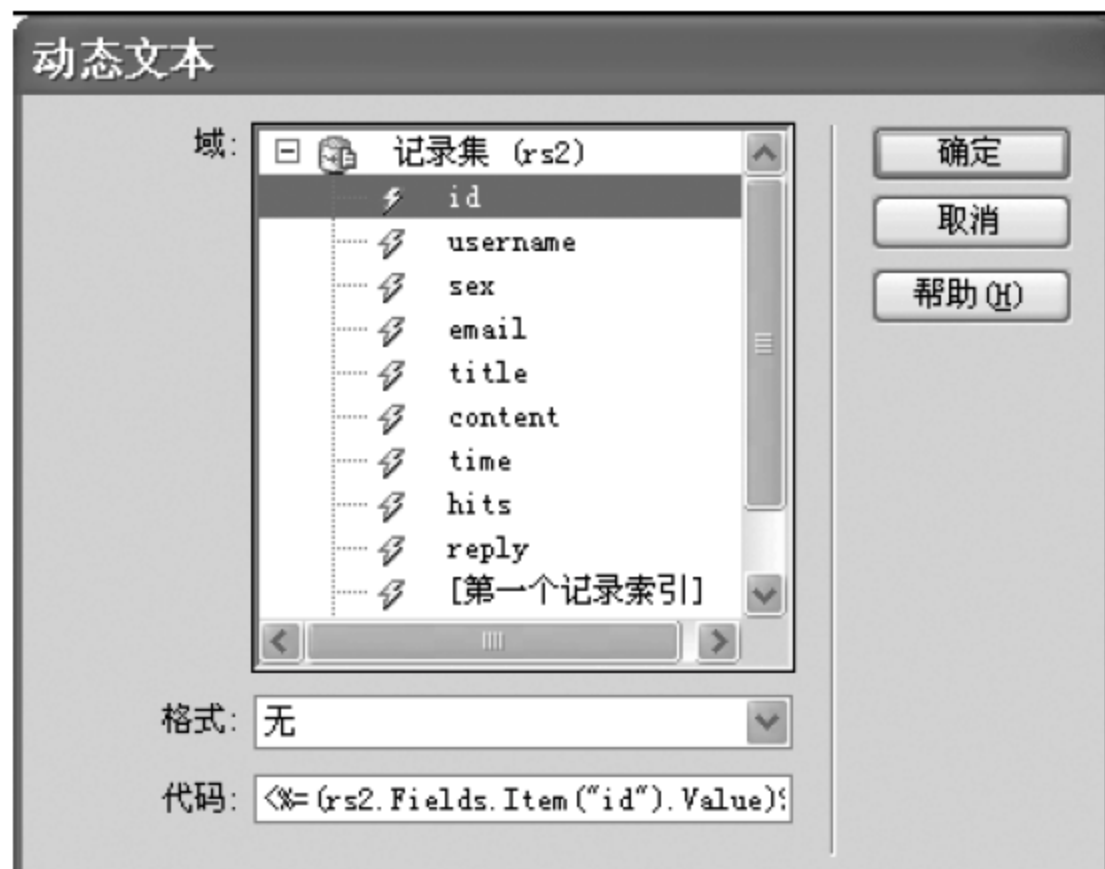 动态文本
域:
记录集 (rs2)
id
username
sex
email
title
content
time
hits
reply
[第一个记录索引]
确定
取消
帮助(H)
格式: 无
代码: <%=(rs2.Fields.Item("id").Value)%